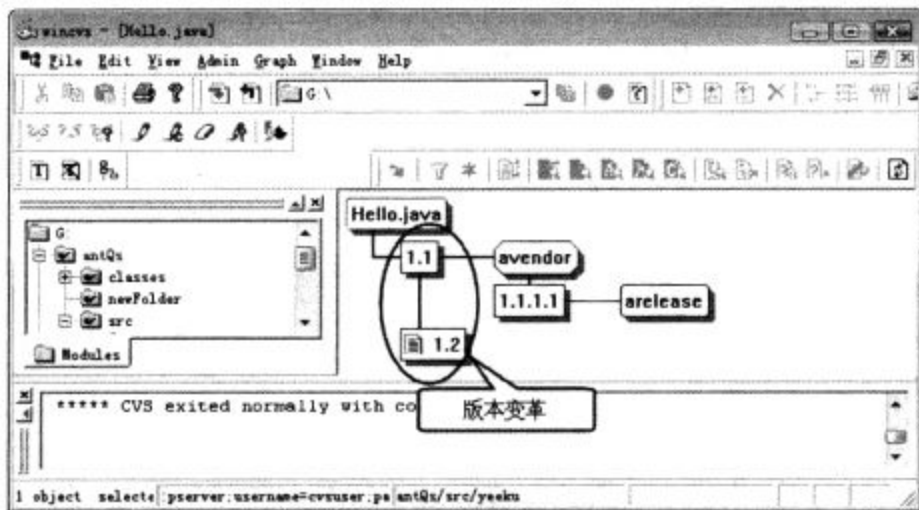 wincvs - [Hello.java]
File Edit View Admin Graph Window Help
G:\
G:
antQs
classes
newFolder
src
Modules
Hello.java
1.1
avendor
1.1.1.1
arelease
1.2
版本变革
***** CVS exited normally with co
1 object selecte :pserver:username=cvsuser;pa antQs/src/yeeku